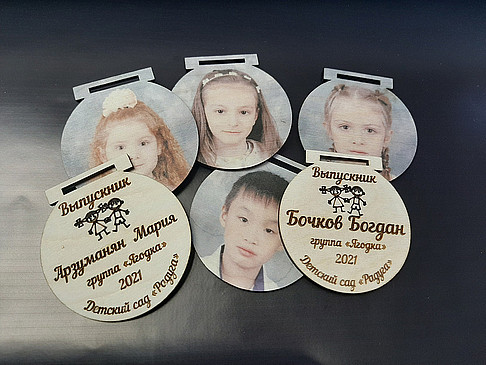 Выпускник
Арзуманян Мария
группа «Ягодка»
2021
Детский сад «Радуга»
Выпускник
Бочков Богдан
группа «Ягодка»
2021
Детский сад «Радуга»